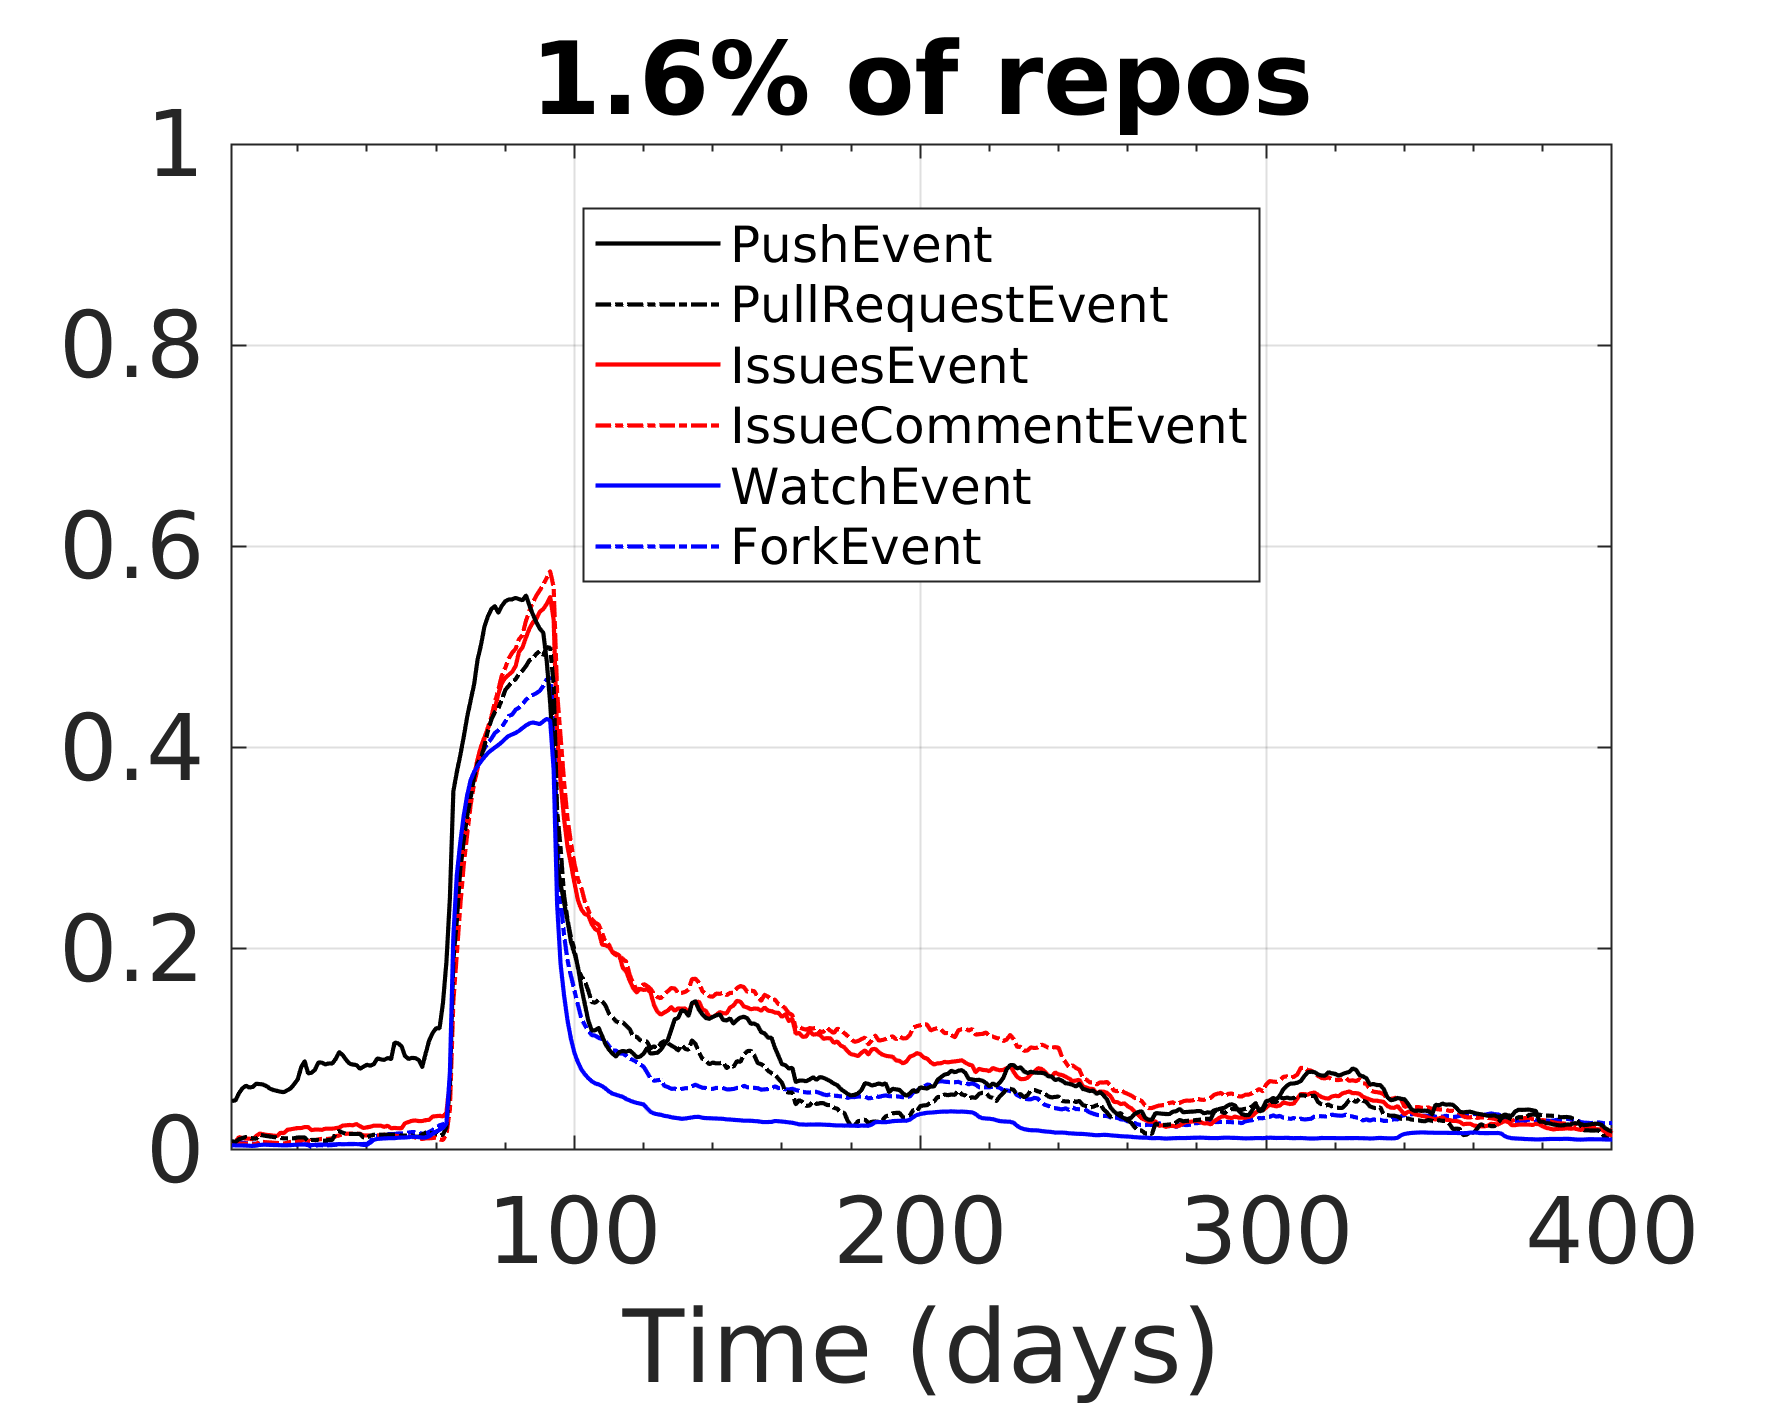 1.6% of repos
1
0.8
0.6
0.4
0.2
0
PushEvent
PullRequestEvent
IssuesEvent
IssueCommentEvent
WatchEvent
ForkEvent
100 200 300 400
Time (days)